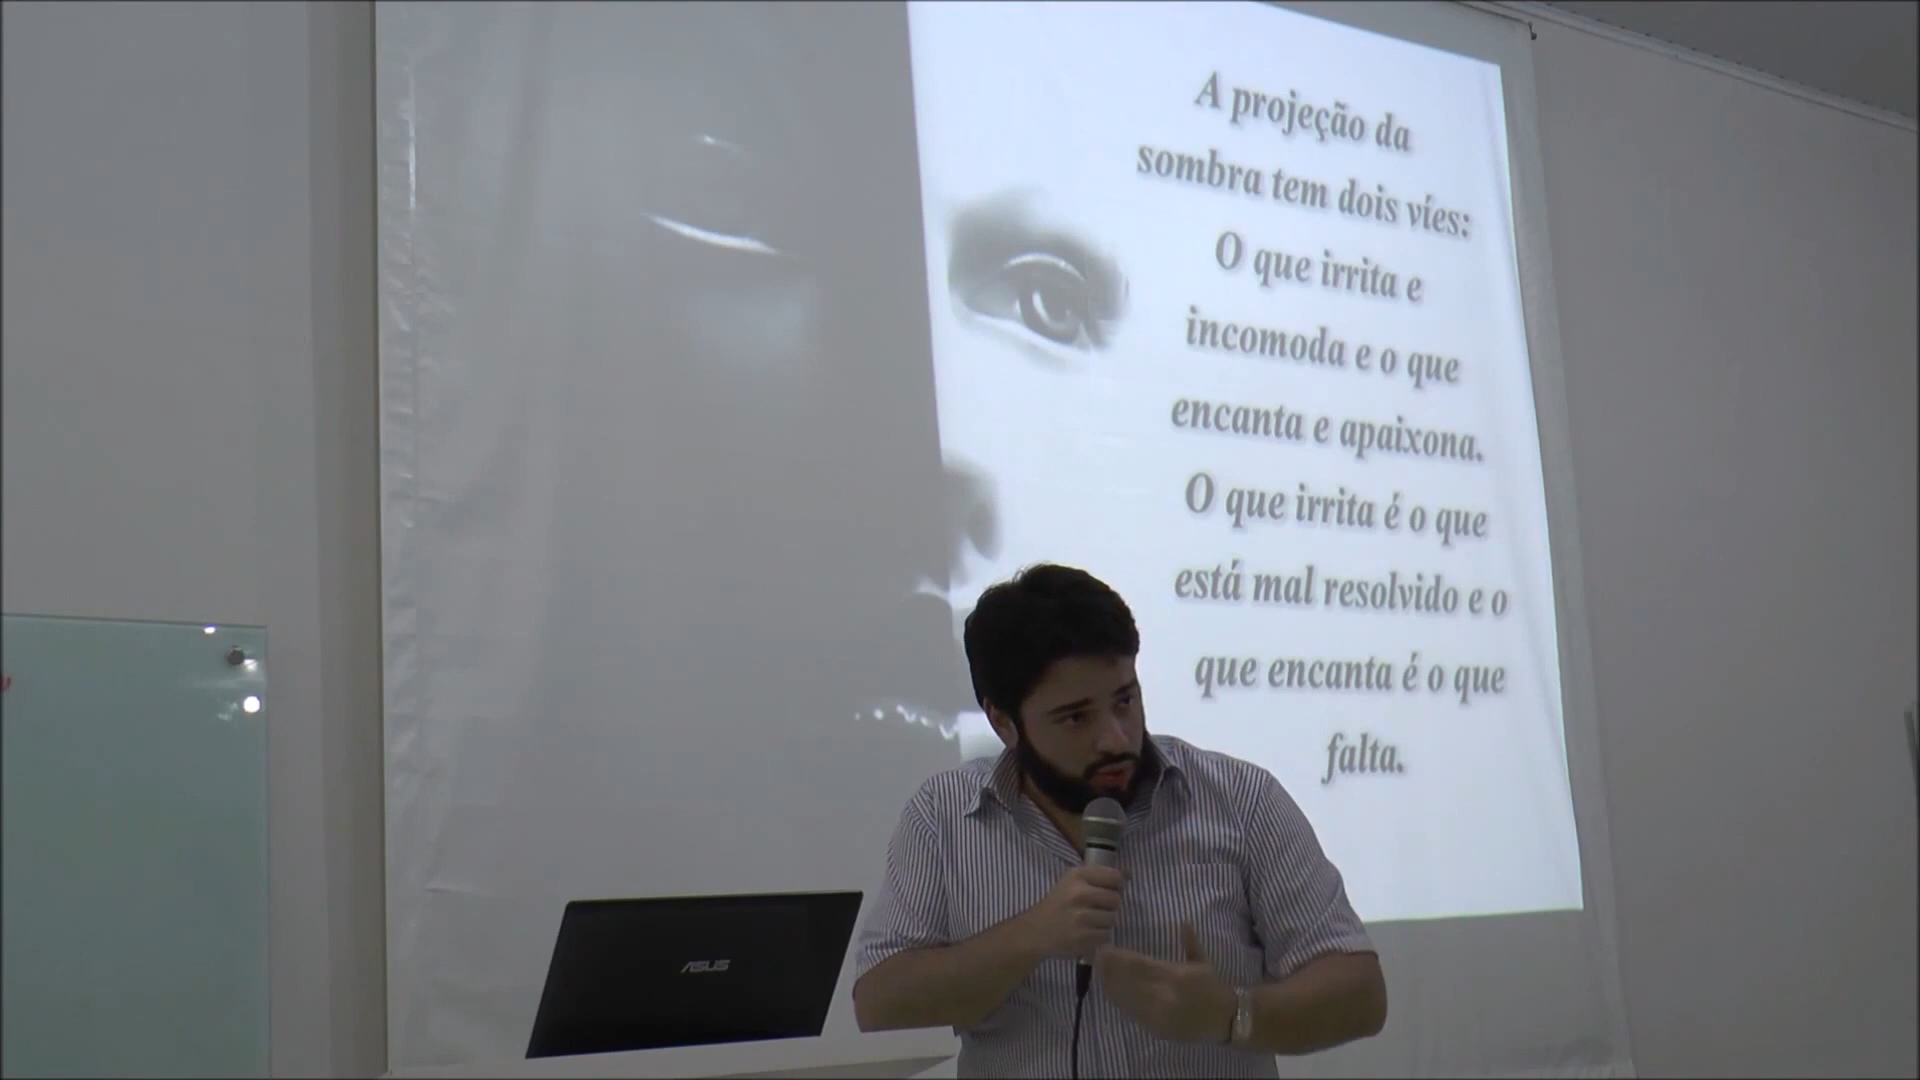 A projeção da
sombra tem dois víes:
O que irrita e
incomoda e o que
encanta e apaixona.
O que irrita é o que
está mal resolvido e o
que encanta é o que
falta.
ASUS